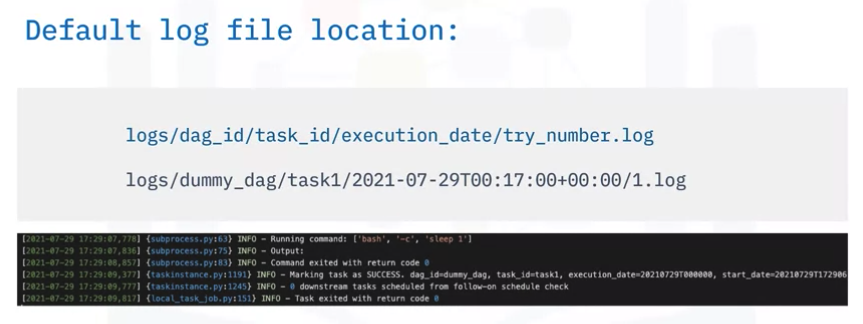 Default log file location:
logs/dag_id/task_id/execution_date/try_number.log
logs/dummy_dag/task1/2021-07-29T00:17:00+00:00/1.log
[2021-07-29 17:29:07,778] {subprocess.py:63} INFO - Running command: ['bash', '-c', 'sleep 1']
[2021-07-29 17:29:07,836] {subprocess.py:75} INFO - Output:
[2021-07-29 17:29:08,857] {subprocess.py:83} INFO - Command exited with return code 0
[2021-07-29 17:29:09,377] {taskinstance.py:1191} INFO - Marking task as SUCCESS. dag_id=dummy_dag, task_id=task1, execution_date=20210729T000000, start_date=20210729T172906
[2021-07-29 17:29:09,777] {taskinstance.py:1245} INFO - 0 downstream tasks scheduled from follow-on schedule check
[2021-07-29 17:29:09,817] {local_task_job.py:151} INFO - Task exited with return code 0